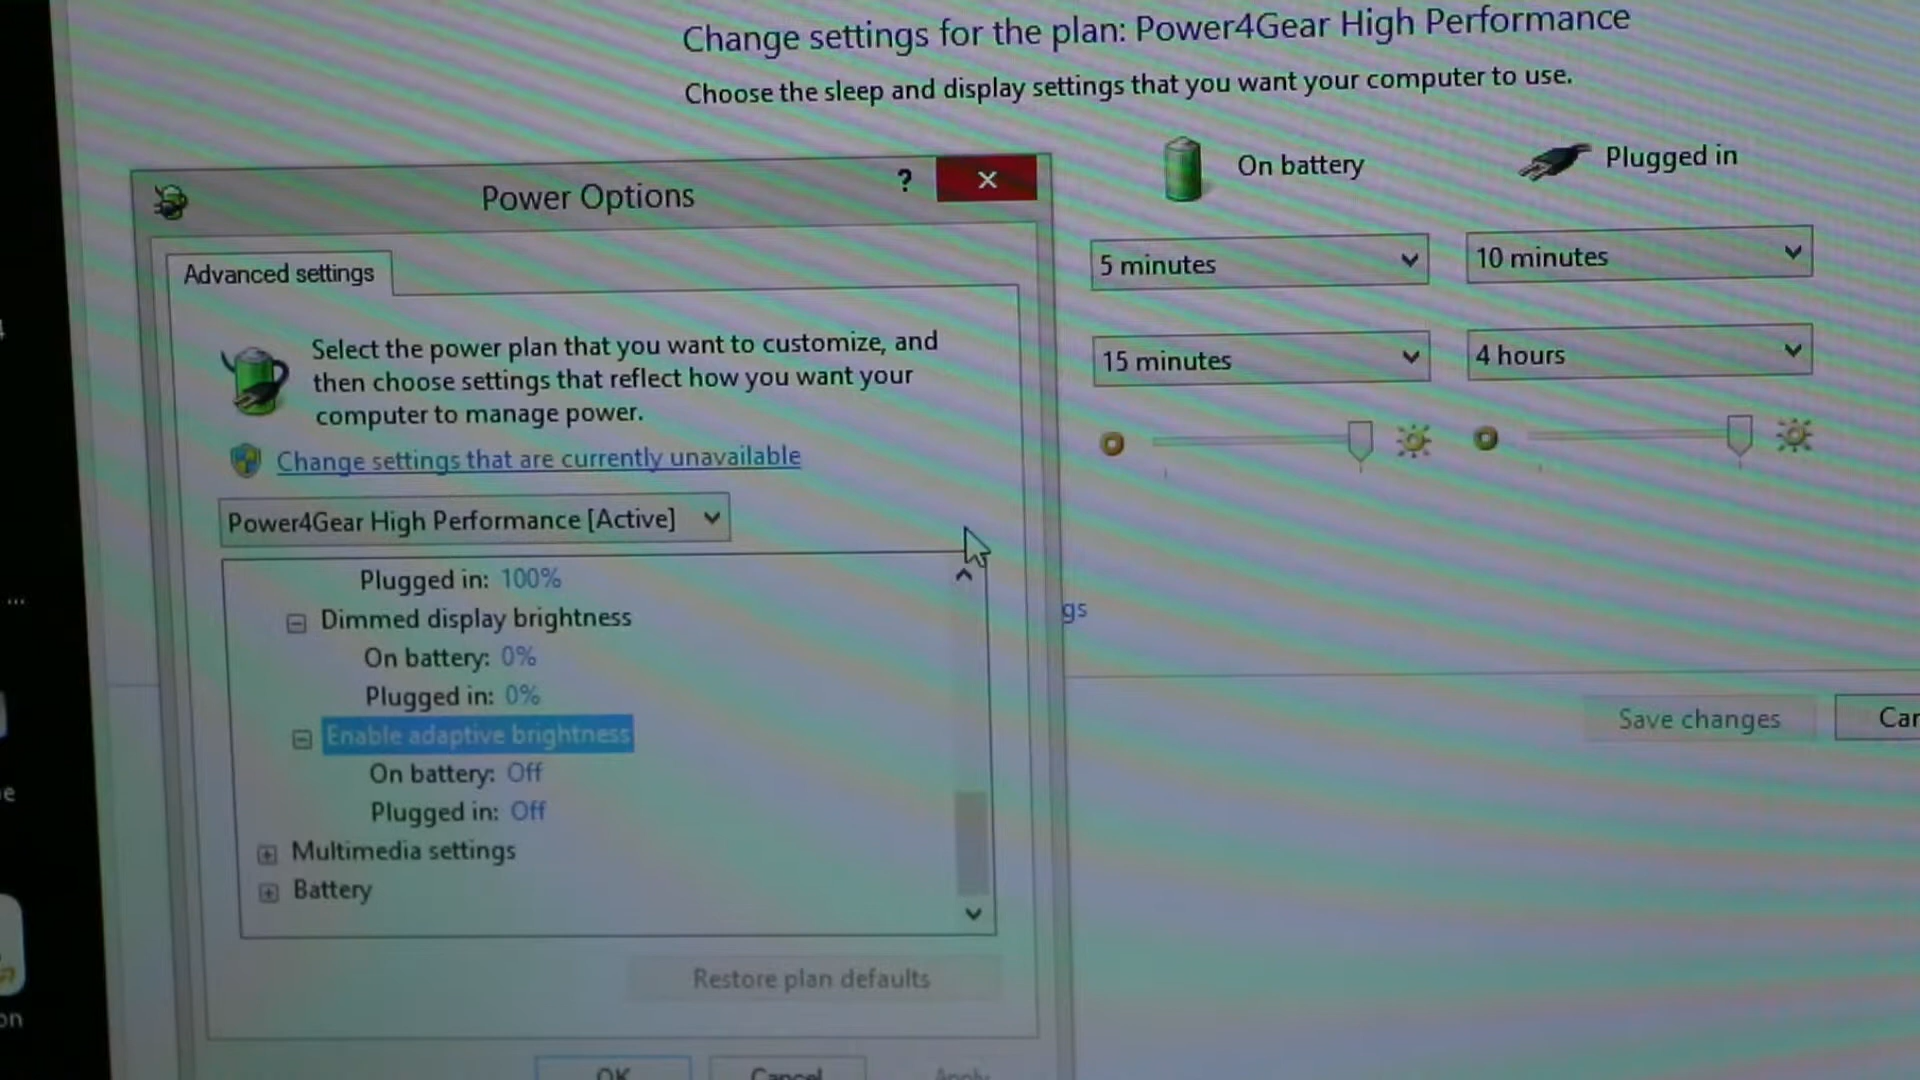 Change settings for the plan: Power4Gear High Performance
Choose the sleep and display settings that you want your computer to use.
On battery
Plugged in
5 minutes
10 minutes
15 minutes
4 hours
gs
Save changes
Can
Power Options
?
Advanced settings
Select the power plan that you want to customize, and
then choose settings that reflect how you want your
computer to manage power.
Change settings that are currently unavailable
Power4Gear High Performance [Active]
Plugged in: 100%
Dimmed display brightness
On battery: 0%
Plugged in: 0%
Enable adaptive brightness
On battery: Off
Plugged in: Off
Multimedia settings
Battery
Restore plan defaults
OK
Cancel
Apply
4
...
e
on